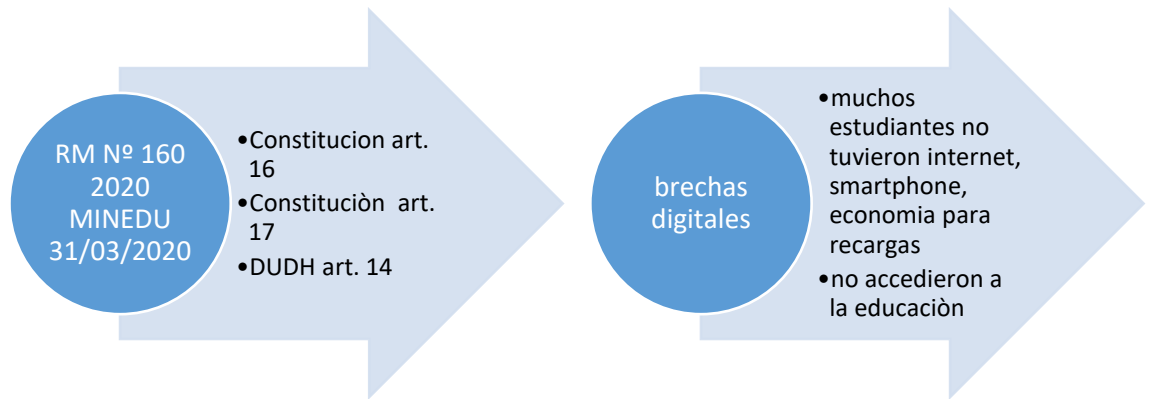 RM Nº 160
2020
MINEDU
31/03/2020
•Constitucion art.
16
•Constituciòn art.
17
•DUDH art. 14
brechas
digitales
•muchos
estudiantes no
tuvieron internet,
smartphone,
economia para
recargas
•no accedieron a
la educaciòn